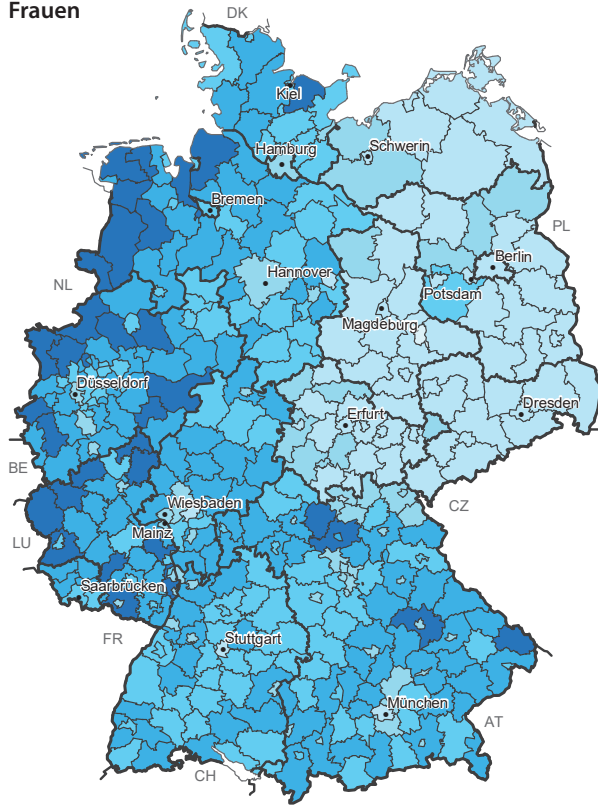 Frauen
DK
Kiel
Hamburg
Schwerin
Bremen
PL
Berlin
Hannover
NL
Potsdam
Magdeburg
Düsseldorf
Dresden
Erfurt
BE
Wiesbaden
CZ
LU
Mainz
Saarbrücken
FR
Stuttgart
München
AT
CH